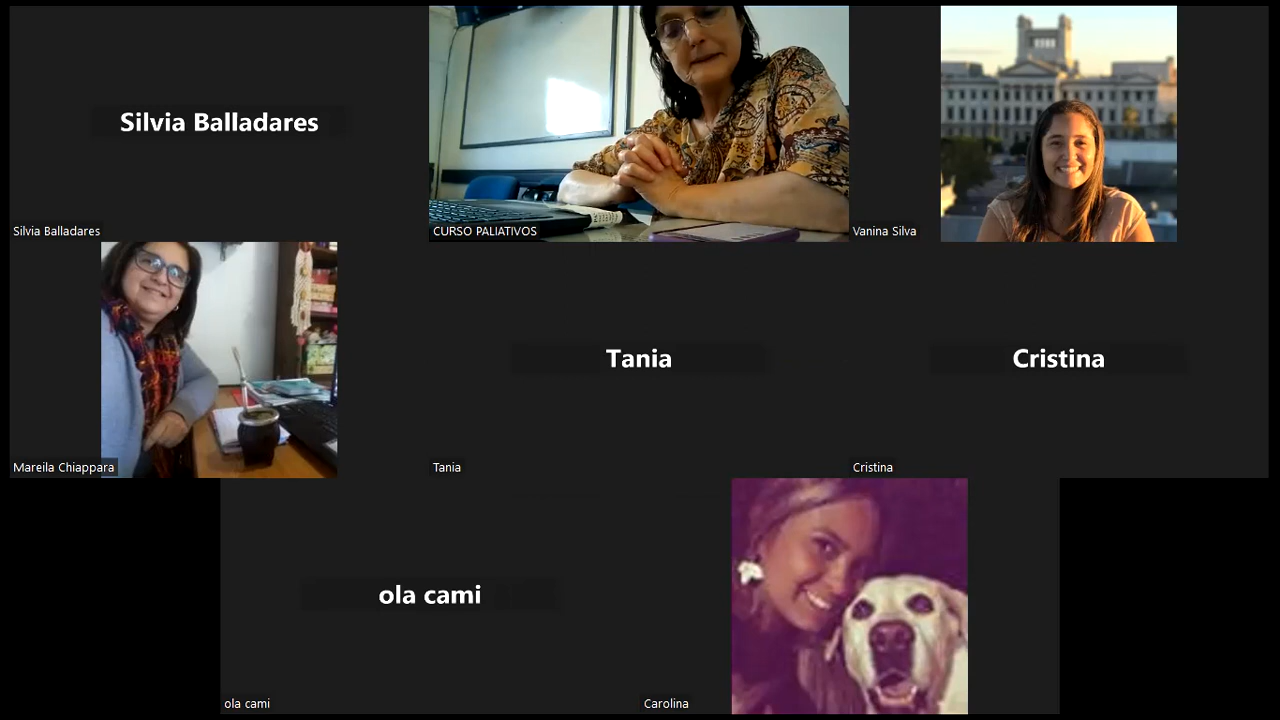 Silvia Balladares
Silvia Balladares
CURSO PALIATIVOS
Vanina Silva
Tania
Cristina
Mareila Chiappara
Tania
Cristina
ola cami
ola cami
Carolina